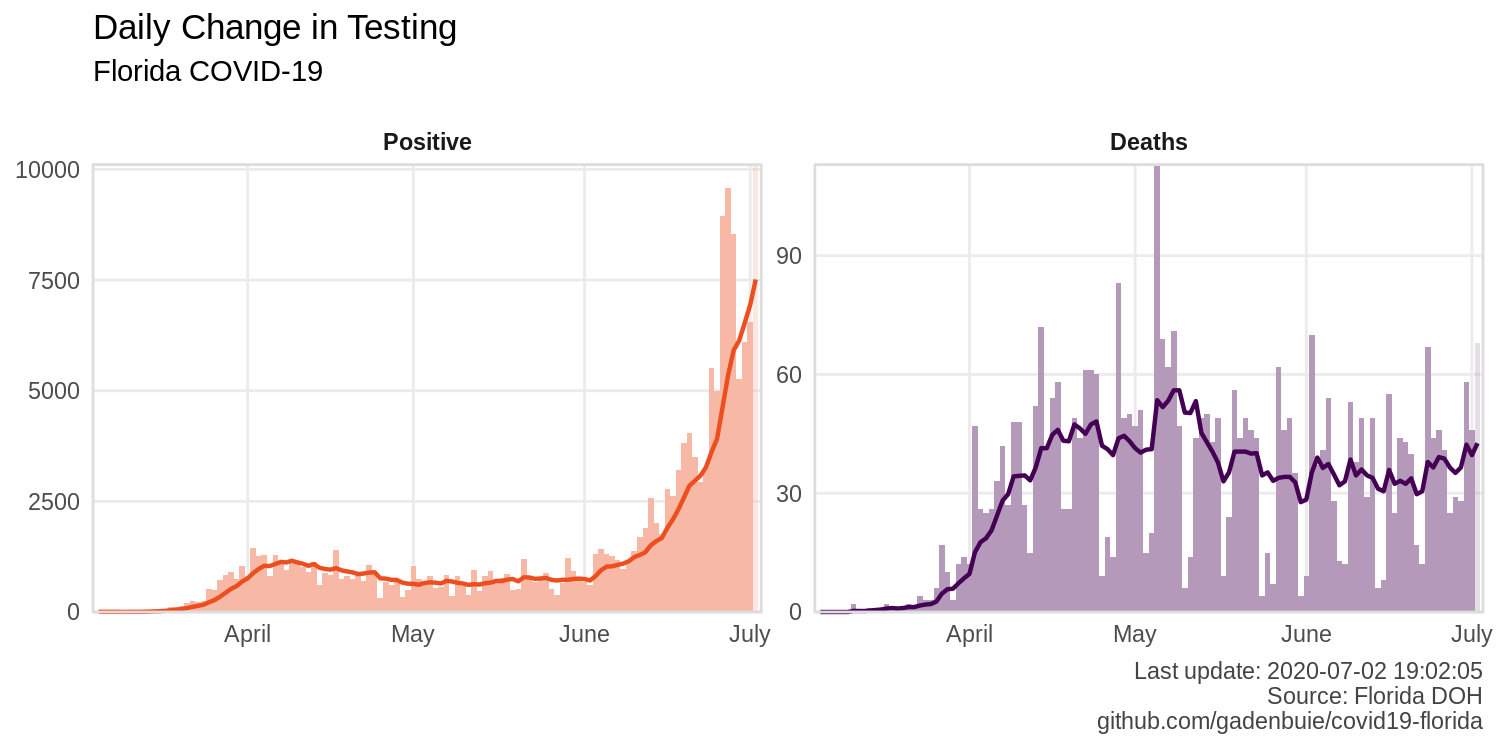 Daily Change in Testing
Florida COVID-19
Positive
10000
7500
5000
2500
0
April May June July
Deaths
90
60
30
0
April May June July
Last update: 2020-07-02 19:02:05
Source: Florida DOH
github.com/gadenbuie/covid19-florida